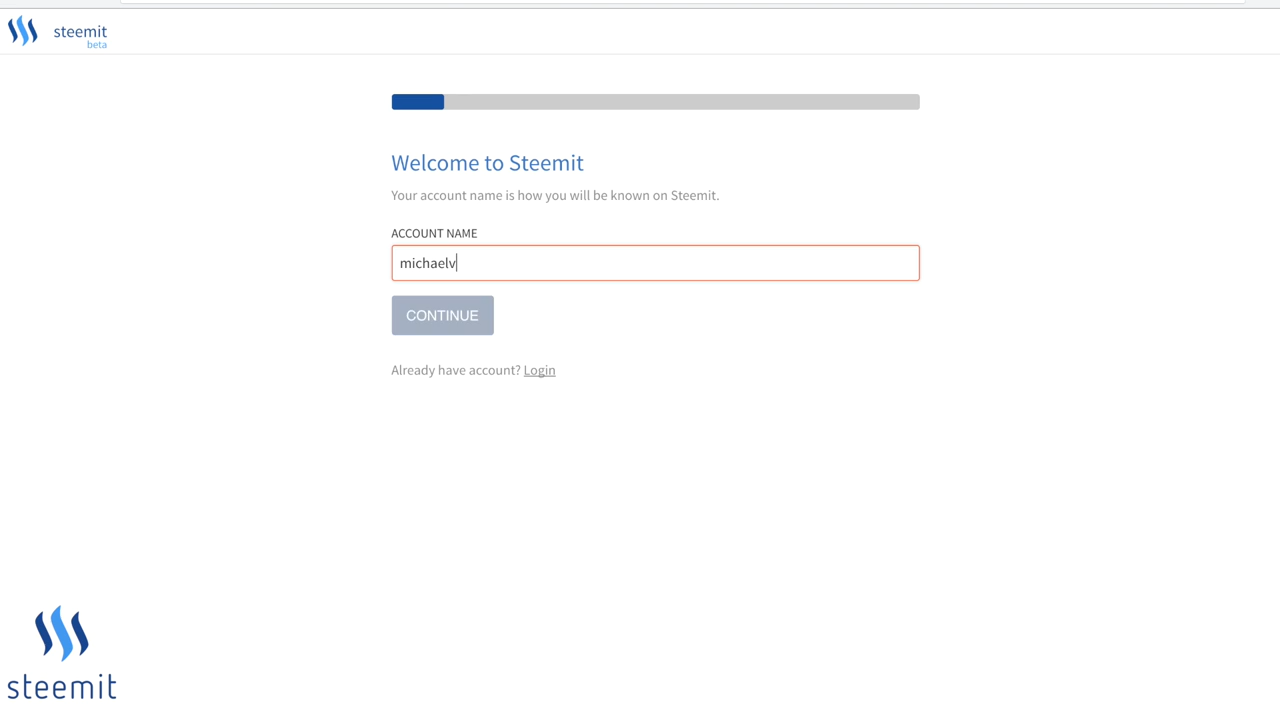 steemit
beta
Welcome to Steemit
Your account name is how you will be known on Steemit.
ACCOUNT NAME
michaelv
CONTINUE
Already have account? Login
steemit